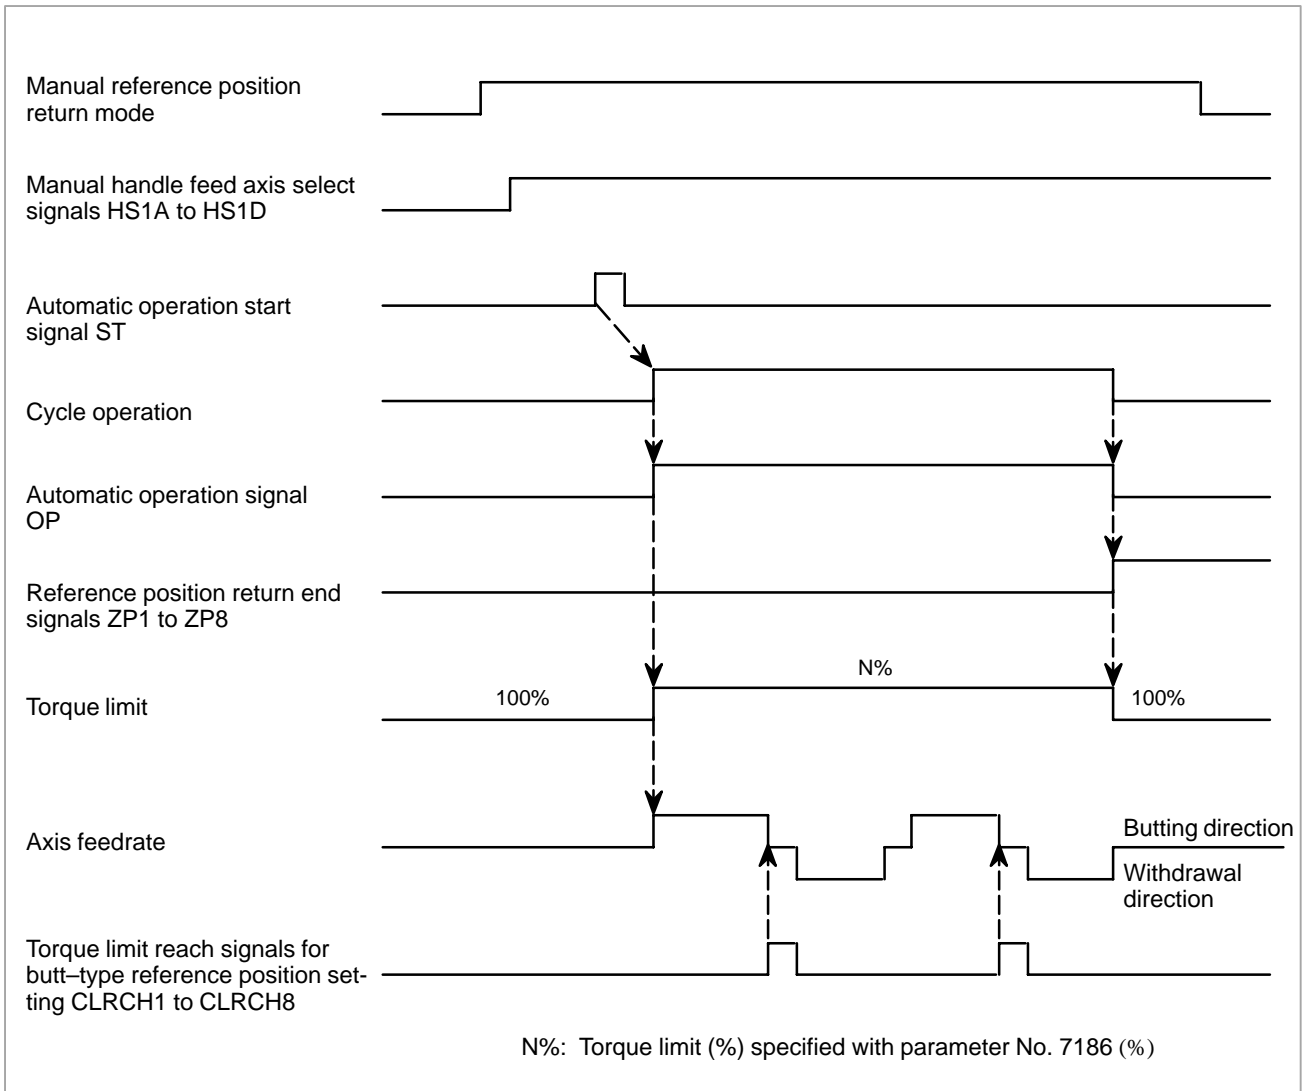 Manual reference position
return mode
Manual handle feed axis select
signals HS1A to HS1D
Automatic operation start
signal ST
Cycle operation
Automatic operation signal
OP
Reference position return end
signals ZP1 to ZP8
N%
Torque limit
100%
100%
Axis feedrate
Butting direction
Withdrawal
direction
Torque limit reach signals for
butt–type reference position set-
ting CLRCH1 to CLRCH8
N%: Torque limit (%) specified with parameter No. 7186 (%)